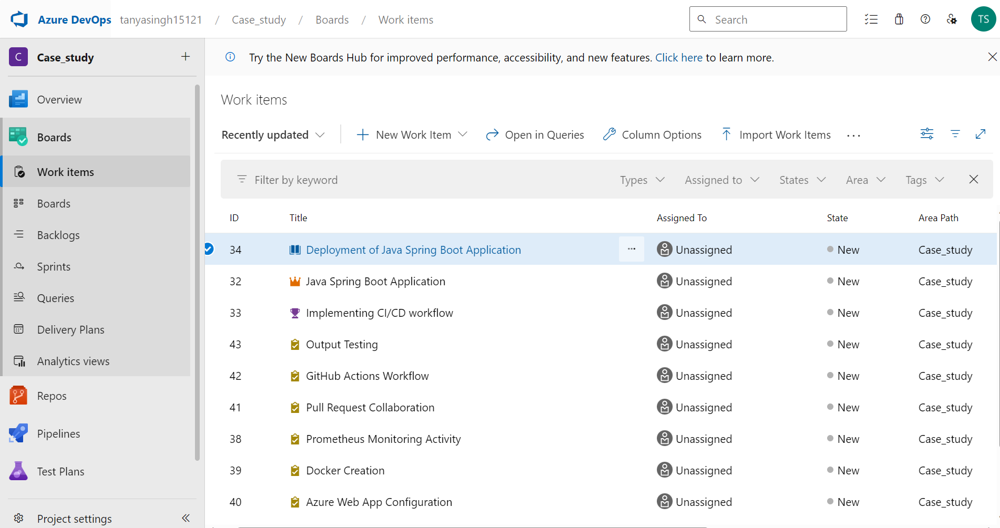 Azure DevOps tanyasingh15121 / Case_study / Boards / Work items Search TS
C Case_study +
Try the New Boards Hub for improved performance, accessibility, and new features. Click here to learn more.
Overview
Boards
Work items
Boards
Backlogs
Sprints
Queries
Delivery Plans
Analytics views
Repos
Pipelines
Test Plans
Project settings
Work items
Recently updated New Work Item Open in Queries Column Options Import Work Items ...
Filter by keyword Types Assigned to States Area Tags
ID Title Assigned To State Area Path
34 Deployment of Java Spring Boot Application ... Unassigned New Case_study
32 Java Spring Boot Application Unassigned New Case_study
33 Implementing CI/CD workflow Unassigned New Case_study
43 Output Testing Unassigned New Case_study
42 GitHub Actions Workflow Unassigned New Case_study
41 Pull Request Collaboration Unassigned New Case_study
38 Prometheus Monitoring Activity Unassigned New Case_study
39 Docker Creation Unassigned New Case_study
40 Azure Web App Configuration Unassigned New Case_study